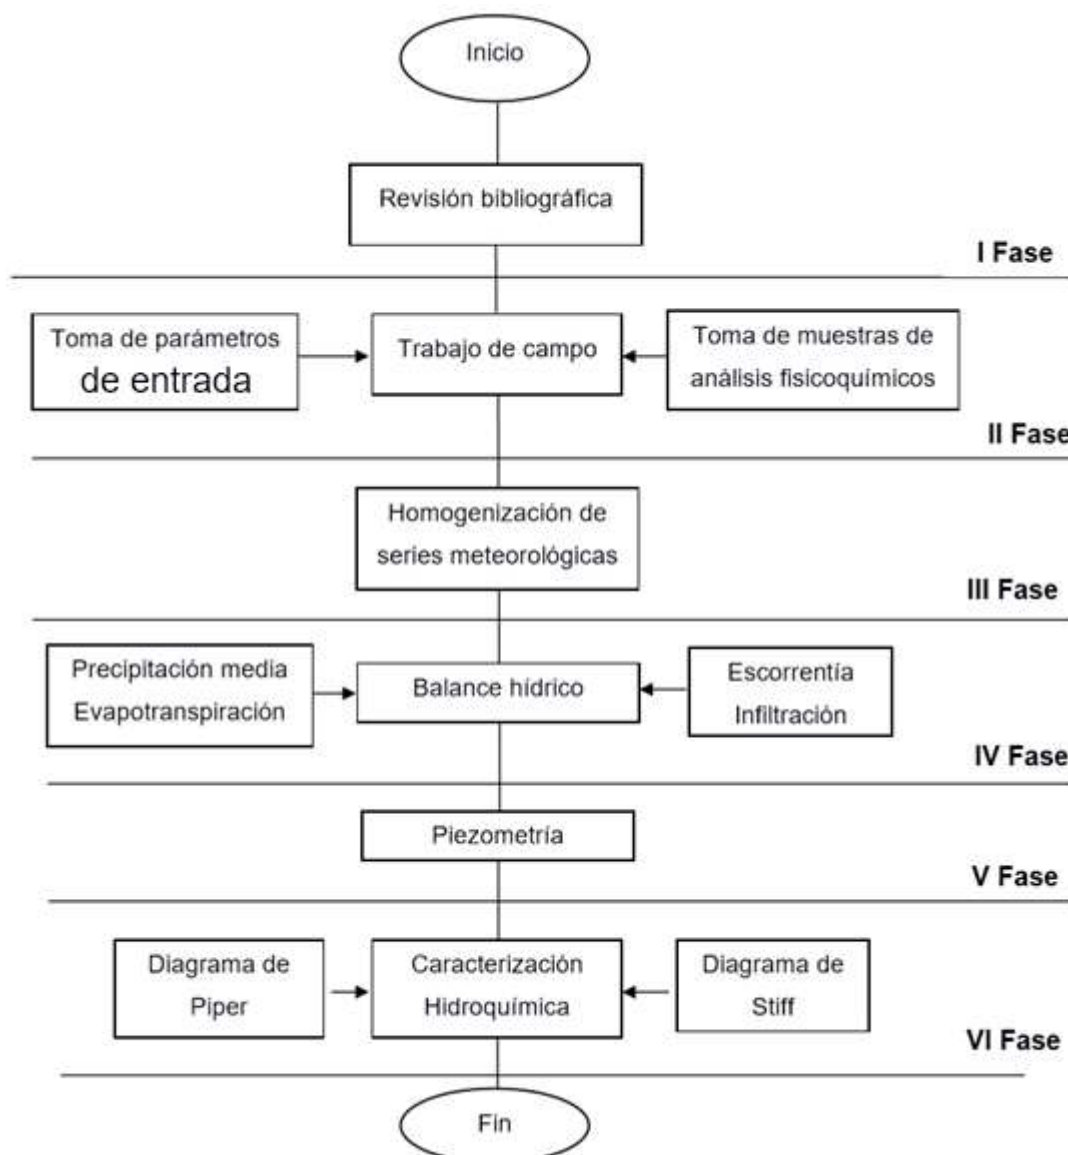 Inicio
Revisión bibliográfica
I Fase
Toma de parámetros
de entrada
Trabajo de campo
Toma de muestras de
análisis fisicoquímicos
II Fase
Homogenización de
series meteorológicas
III Fase
Precipitación media
Evapotranspiración
Balance hídrico
Escorrentía
Infiltración
IV Fase
Piezometría
V Fase
Diagrama de
Piper
Caracterización
Hidroquímica
Diagrama de
Stiff
VI Fase
Fin